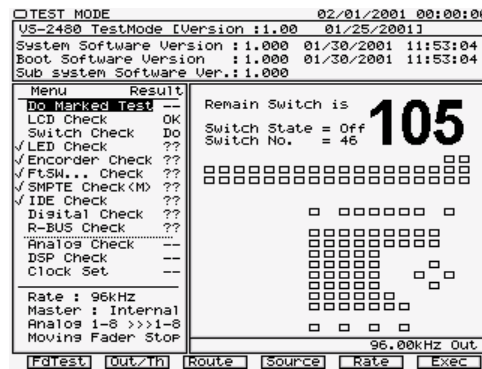 TEST MODE 02/01/2001 00:00:00
VS-2480 TestMode [Version :1.00 01/25/2001]
System Software Version :1.000 01/30/2001 11:53:04
Boot Software Version :1.000 01/30/2001 11:53:04
Sub system Software Ver.:1.000
Menu Result
Do Marked Test --
LCD Check OK
Switch Check Do
√LED Check ??
√Encorder Check ??
√FtSW... Check ??
√SMPTE Check<M> ??
√IDE Check ??
Digital Check ??
R-BUS Check ??
Analog Check --
DSP Check --
Clock Set --
Rate : 96kHz
Master : Internal
Analog 1-8 >>>1-8
Moving Fader Stop
Remain Switch is 105
Switch State = Off
Switch No. = 46
96.00kHz Out
FdTest Out/Th Route Source Rate Exec